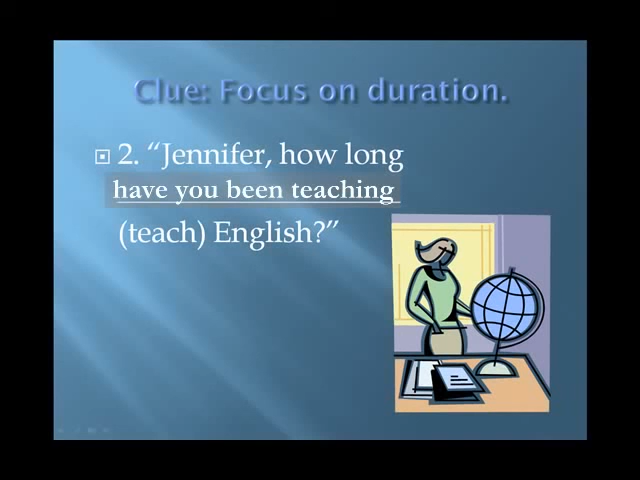 Clue: Focus on duration.
2. “Jennifer, how long
have you been teaching
(teach) English?”